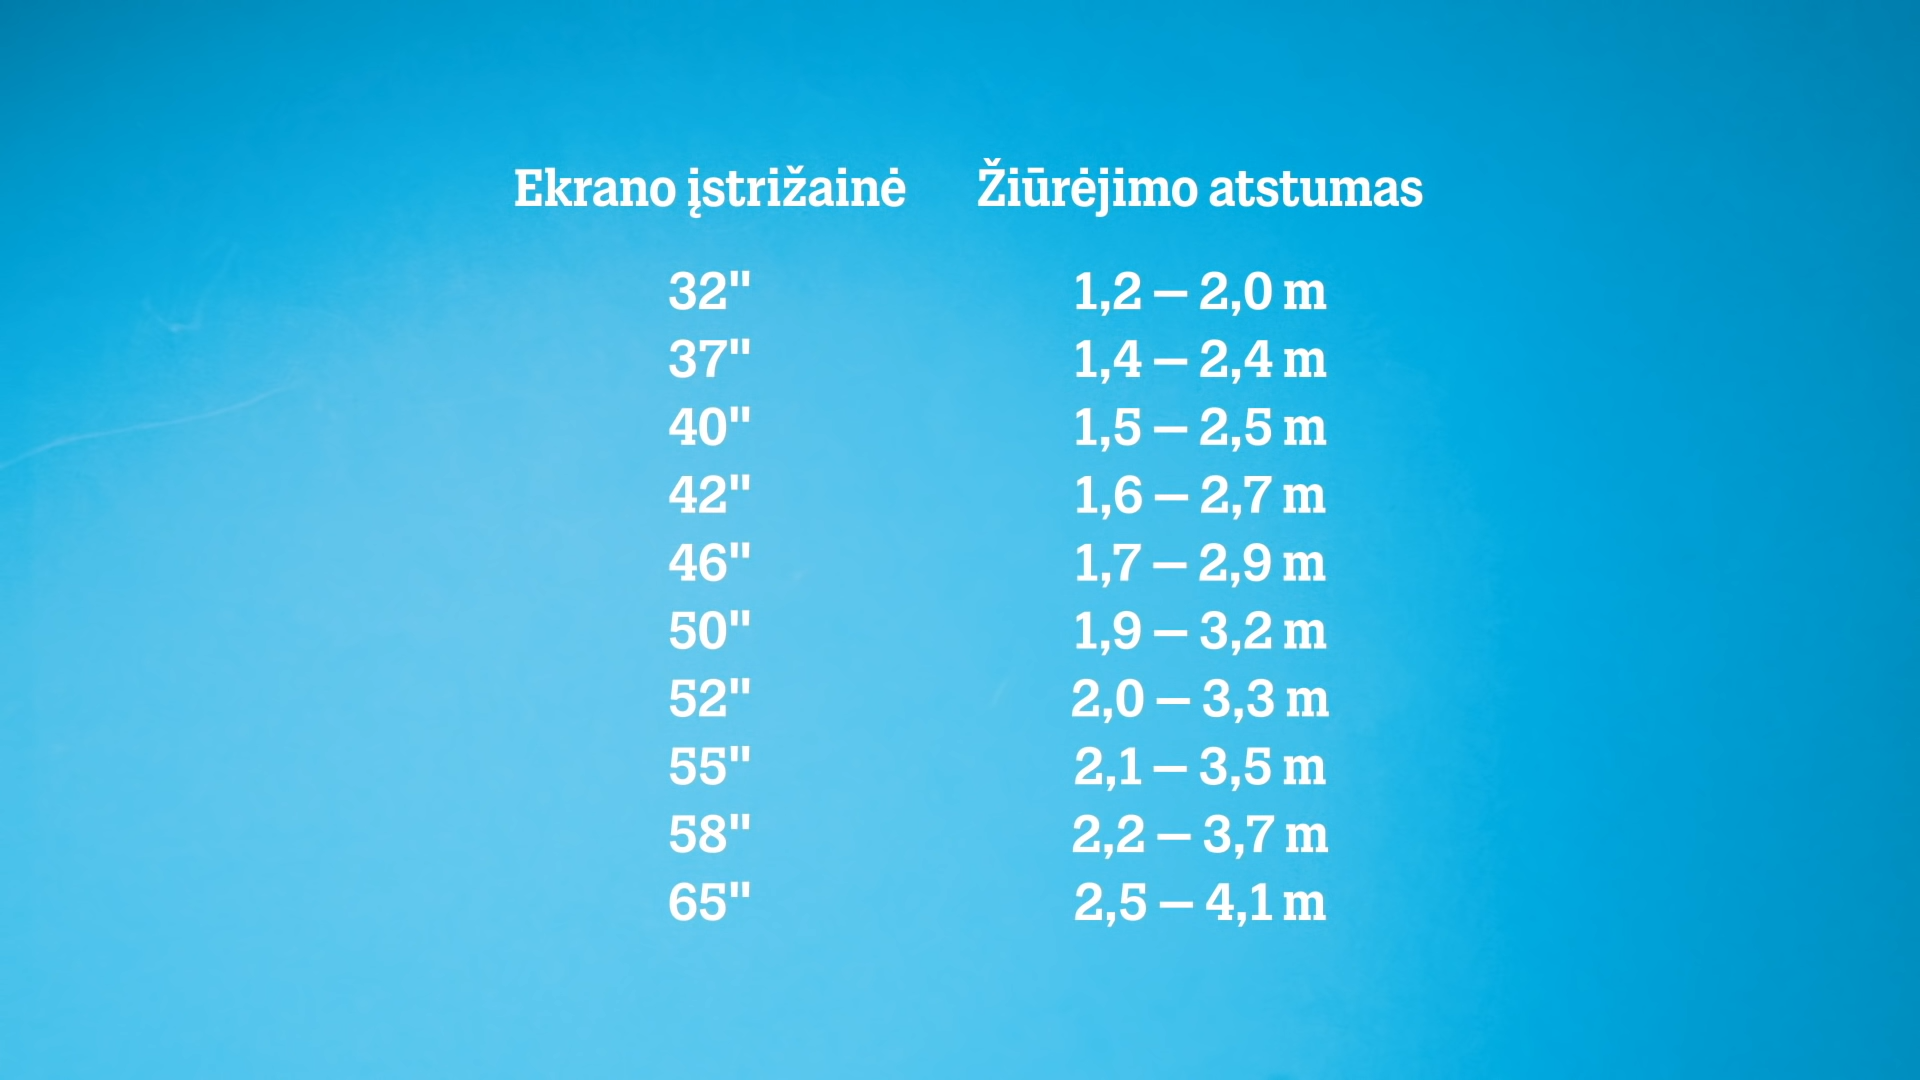 Ekrano įstrižainė Žiūrėjimo atstumas
32" 1,2 – 2,0 m
37" 1,4 – 2,4 m
40" 1,5 – 2,5 m
42" 1,6 – 2,7 m
46" 1,7 – 2,9 m
50" 1,9 – 3,2 m
52" 2,0 – 3,3 m
55" 2,1 – 3,5 m
58" 2,2 – 3,7 m
65" 2,5 – 4,1 m